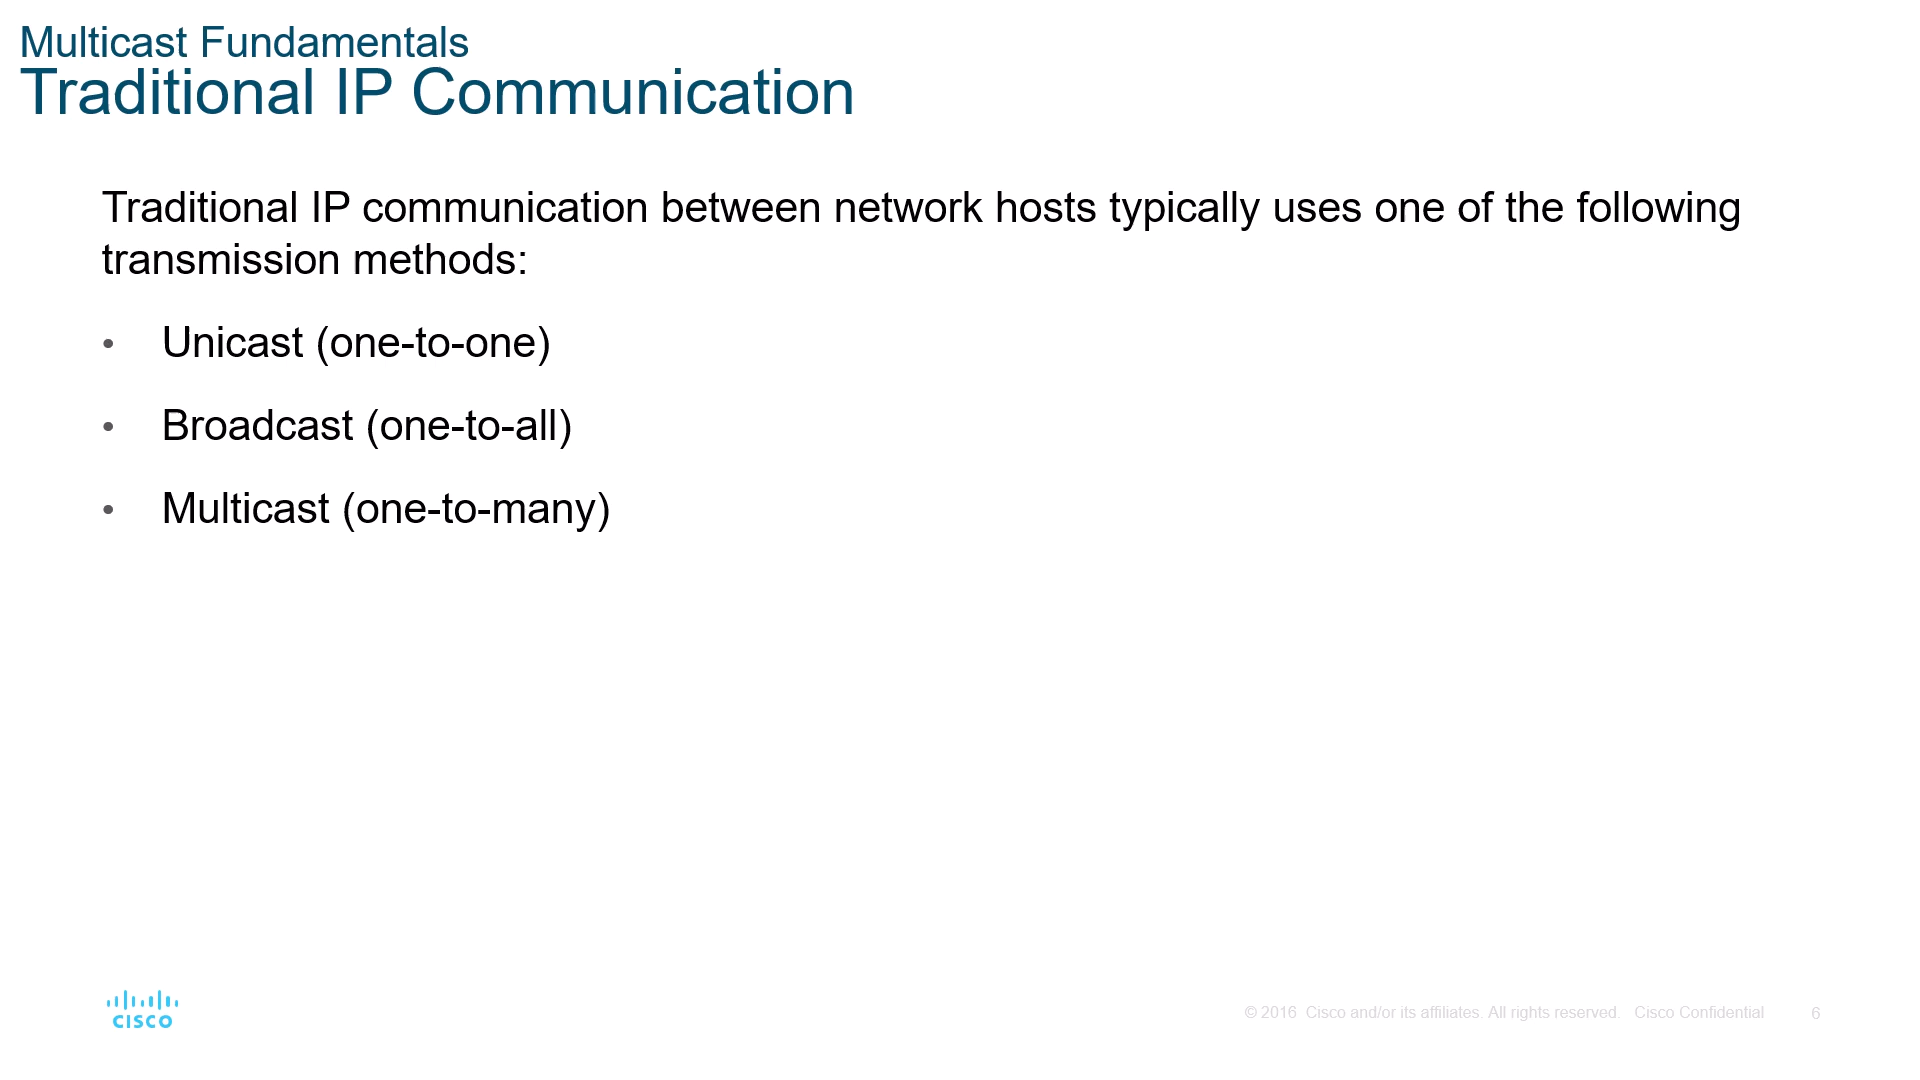 Multicast Fundamentals
Traditional IP Communication
Traditional IP communication between network hosts typically uses one of the following
transmission methods:
• Unicast (one-to-one)
• Broadcast (one-to-all)
• Multicast (one-to-many)
CISCO
© 2016 Cisco and/or its affiliates. All rights reserved. Cisco Confidential 6